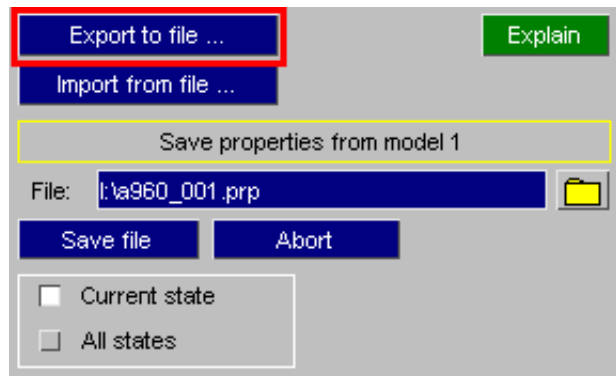 Export to file ...
Explain
Import from file ...
Save properties from model 1
File: I:\a960_001.prp
Save file
Abort
Current state
All states